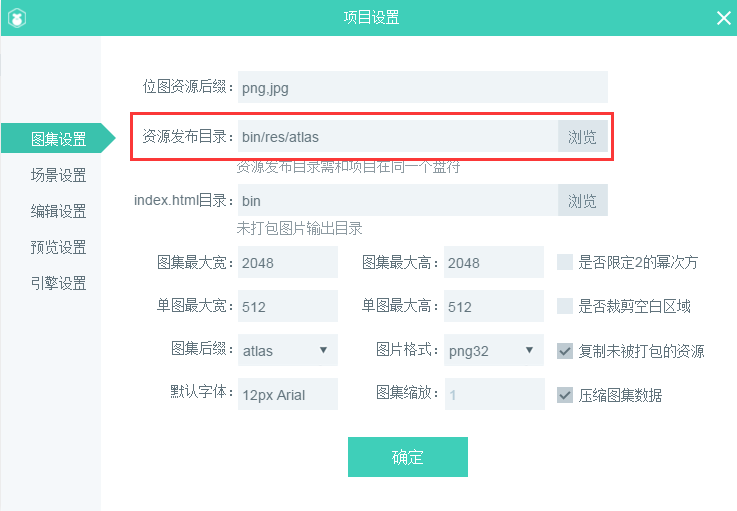 项目设置
位图资源后缀： png,jpg
图集设置
资源发布目录： bin/res/atlas 浏览
资源发布目录需和项目在同一个盘符
场景设置
index.html目录： bin 浏览
编辑设置
未打包图片输出目录
预览设置
图集最大宽： 2048 图集最大高： 2048 是否限定2的幂次方
引擎设置
单图最大宽： 512 单图最大高： 512 是否裁剪空白区域
图集后缀： atlas 图片格式： png32 复制未被打包的资源
默认字体： 12px Arial 图集缩放： 1 压缩图集数据
确定